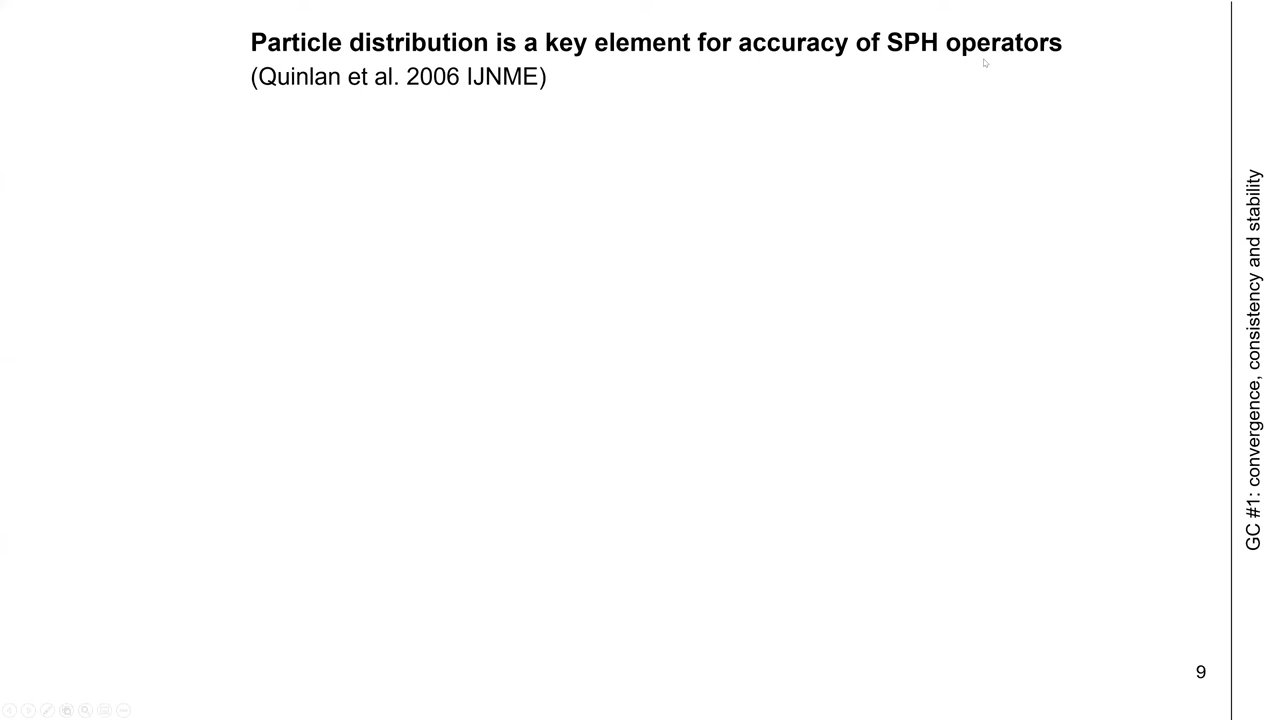 Particle distribution is a key element for accuracy of SPH operators
(Quinlan et al. 2006 IJNME)
GC #1: convergence, consistency and stability
9